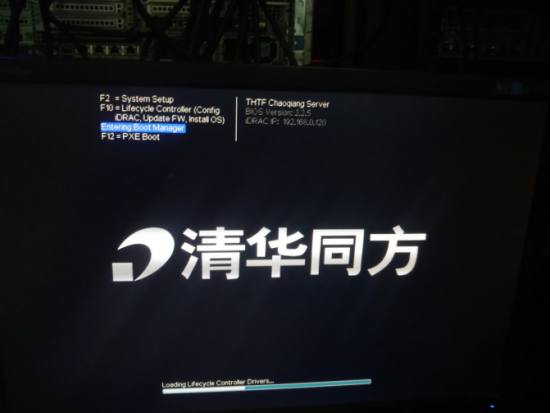 F2 = System Setup
F10 = Lifecycle Controller (Config
iDRAC, Update FW, Install OS)
Entering Boot Manager
F12 = PXE Boot
THTF Chaoqiang Server
BIOS Version: 2.2.5
iDRAC IP: 192.168.0.120
清华同方
Loading Lifecycle Controller Drivers...